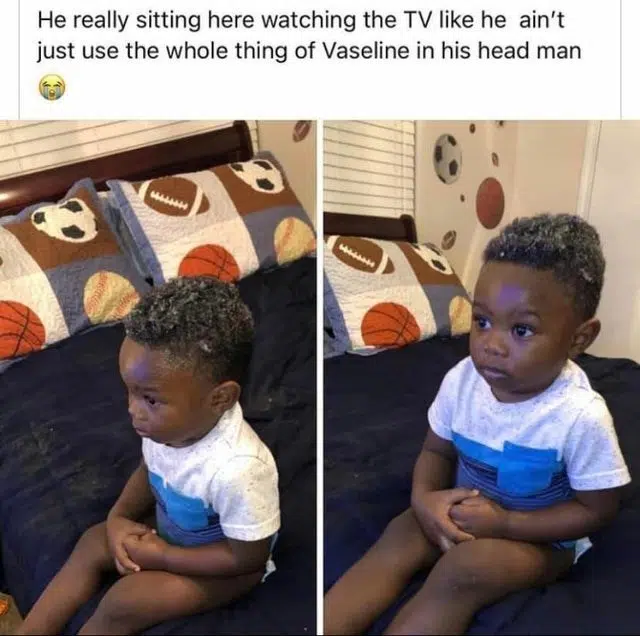 He really sitting here watching the TV like he ain't
just use the whole thing of Vaseline in his head man
😭